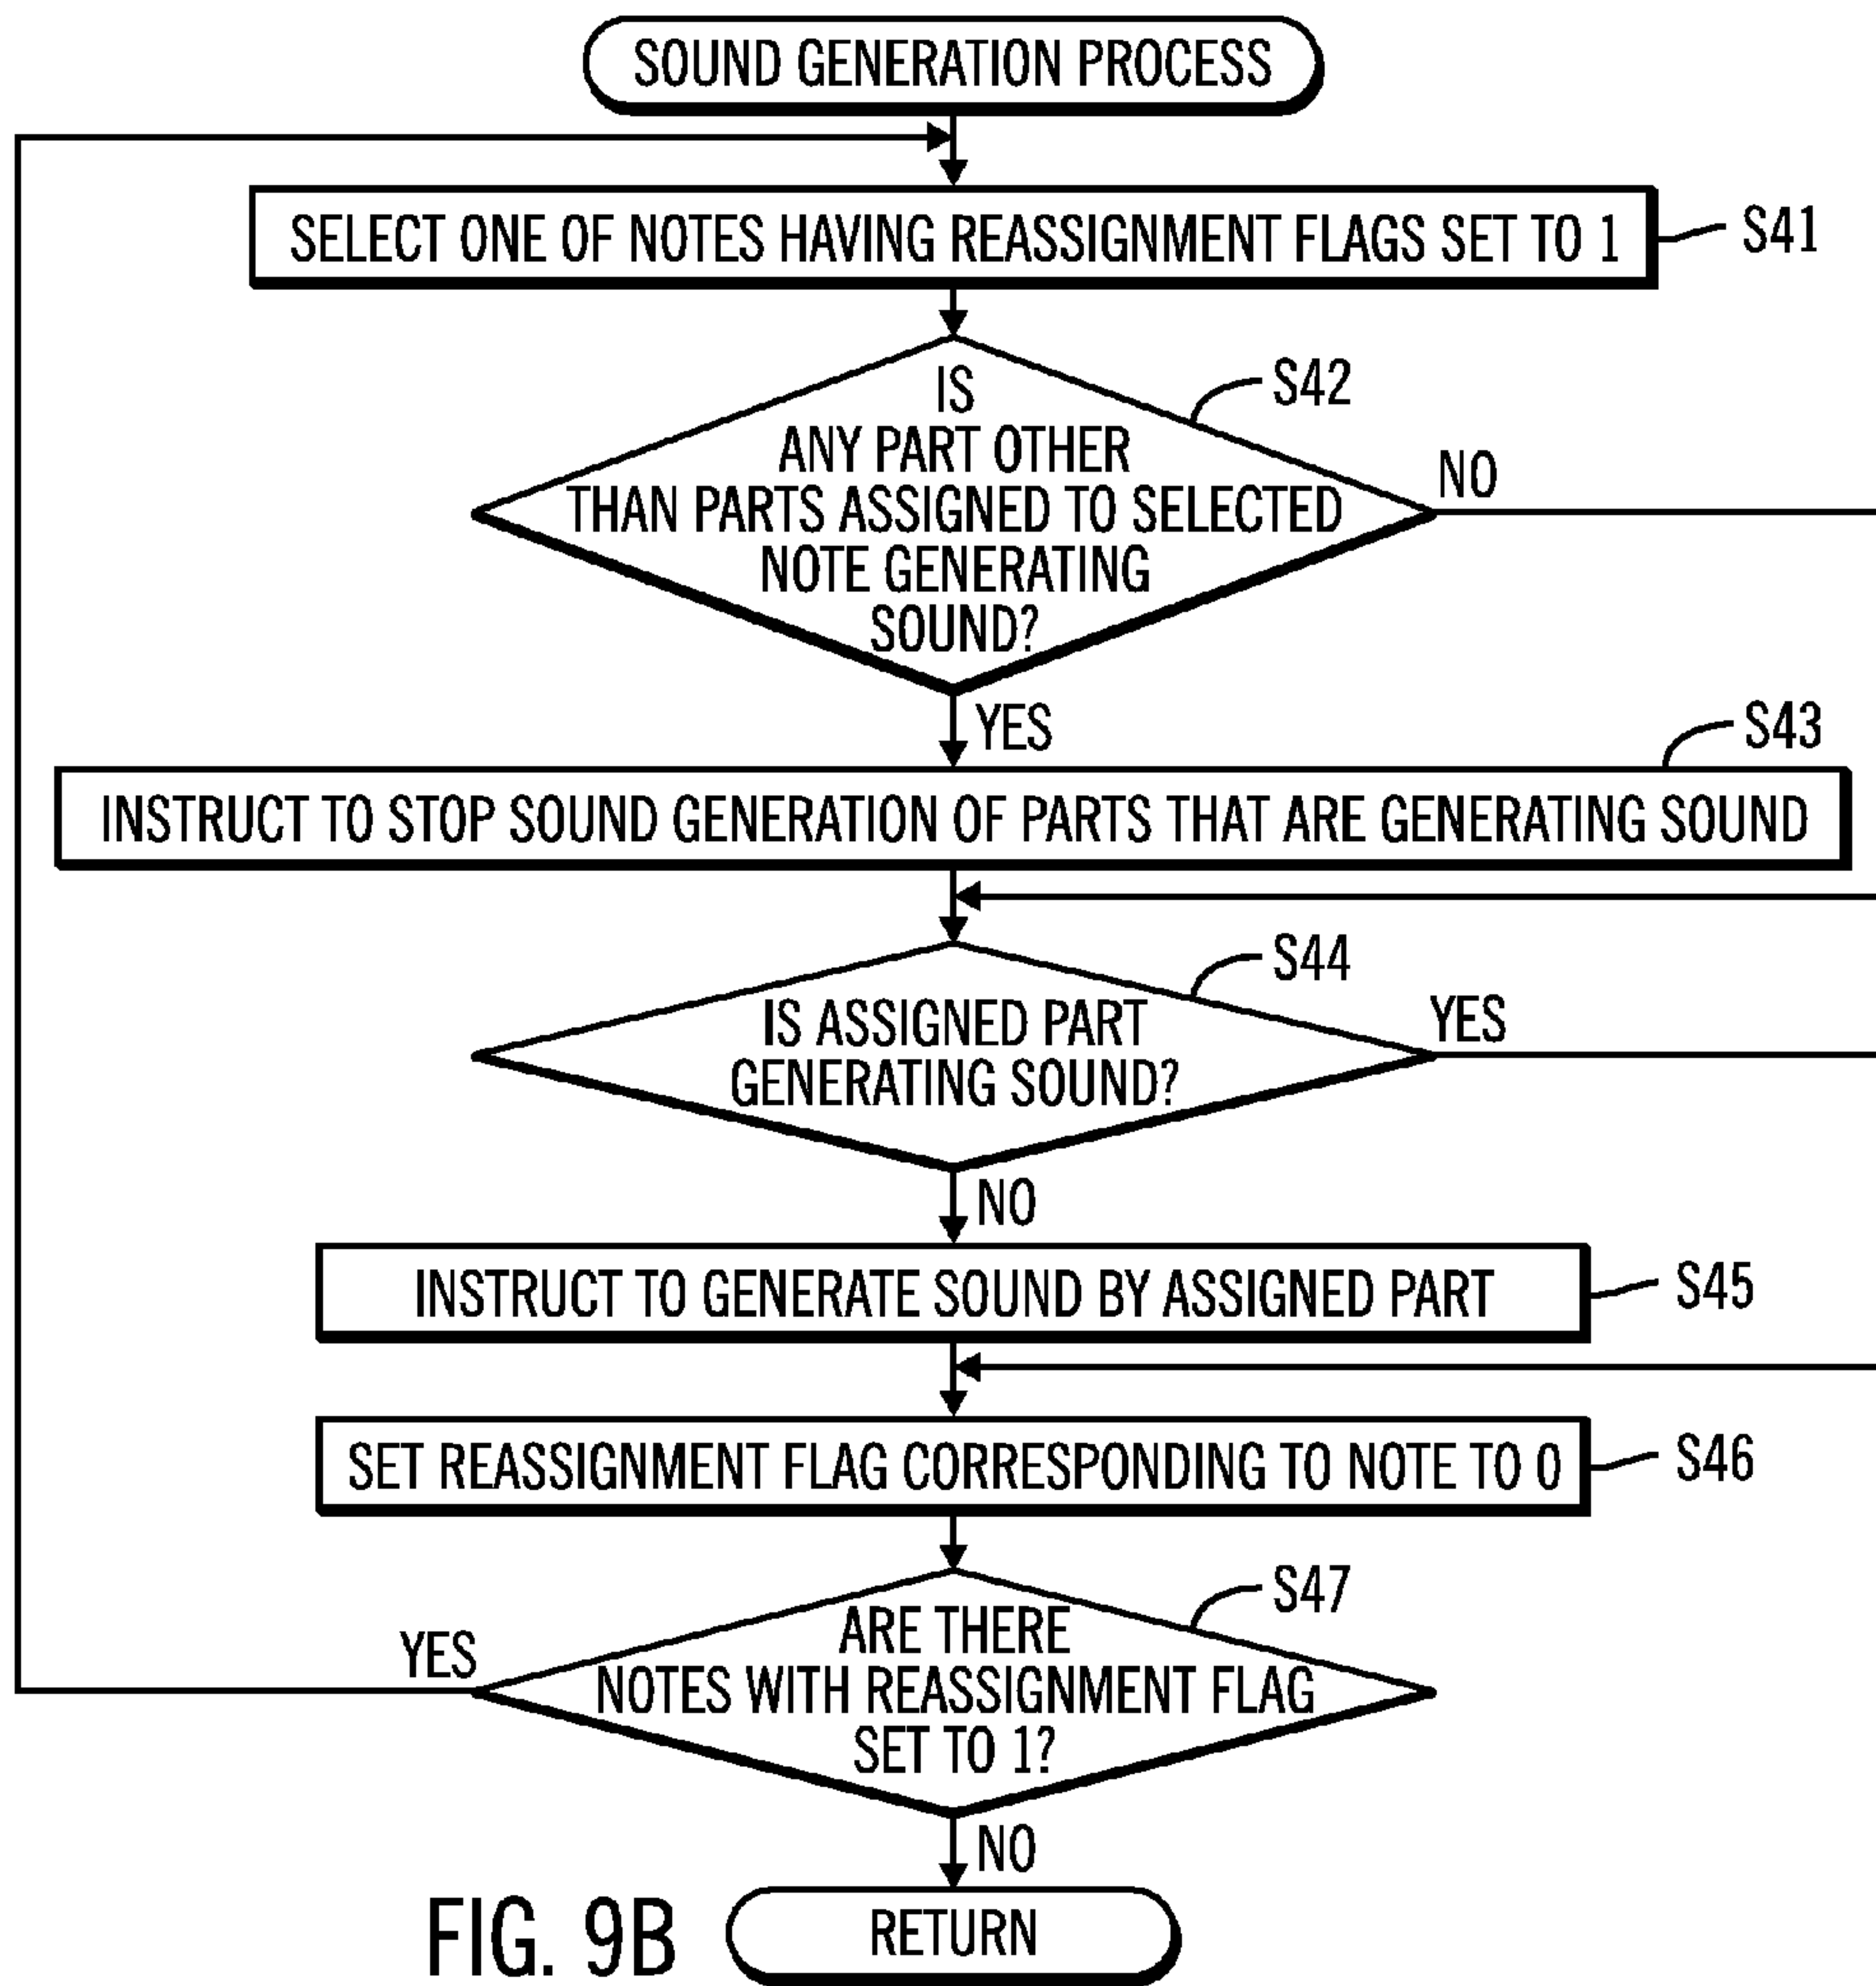 SOUND GENERATION PROCESS
SELECT ONE OF NOTES HAVING REASSIGNMENT FLAGS SET TO 1
S41
IS
ANY PART OTHER
THAN PARTS ASSIGNED TO SELECTED
NOTE GENERATING
SOUND?
S42
NO
YES
S43
INSTRUCT TO STOP SOUND GENERATION OF PARTS THAT ARE GENERATING SOUND
S44
IS ASSIGNED PART
GENERATING SOUND?
YES
NO
INSTRUCT TO GENERATE SOUND BY ASSIGNED PART
S45
SET REASSIGNMENT FLAG CORRESPONDING TO NOTE TO 0
S46
S47
ARE THERE
NOTES WITH REASSIGNMENT FLAG
SET TO 1?
YES
NO
RETURN
FIG. 9B